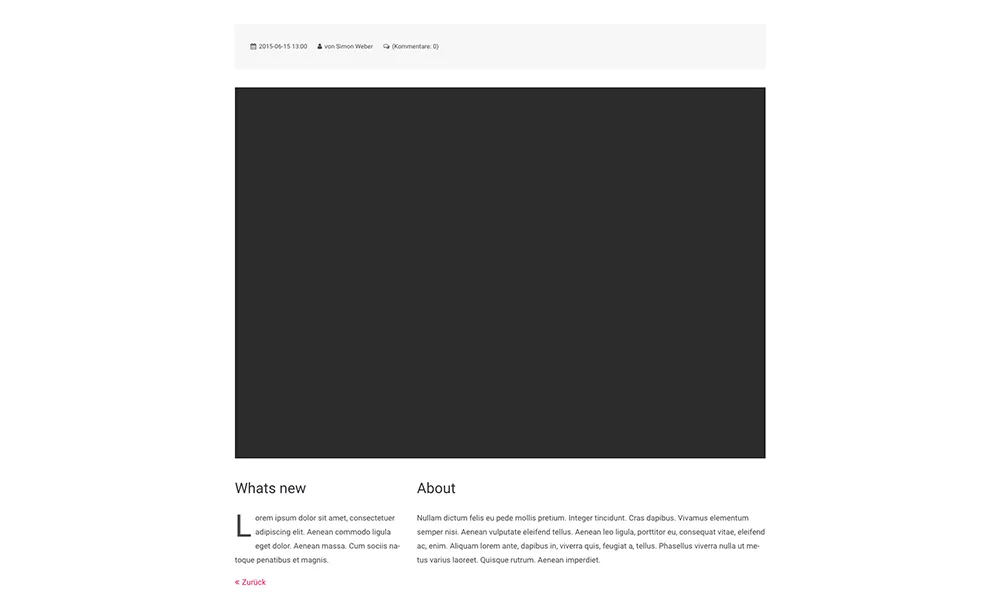 2015-06-15 13:00 von Simon Weber (Kommentare: 0)
Whats new
Lorem ipsum dolor sit amet, consectetuer
adipiscing elit. Aenean commodo ligula
eget dolor. Aenean massa. Cum sociis na-
toque penatibus et magnis.
About
Nullam dictum felis eu pede mollis pretium. Integer tincidunt. Cras dapibus. Vivamus elementum
semper nisi. Aenean vulputate eleifend tellus. Aenean leo ligula, porttitor eu, consequat vitae, eleifend
ac, enim. Aliquam lorem ante, dapibus in, viverra quis, feugiat a, tellus. Phasellus viverra nulla ut me-
tus varius laoreet. Quisque rutrum. Aenean imperdiet.
« Zurück